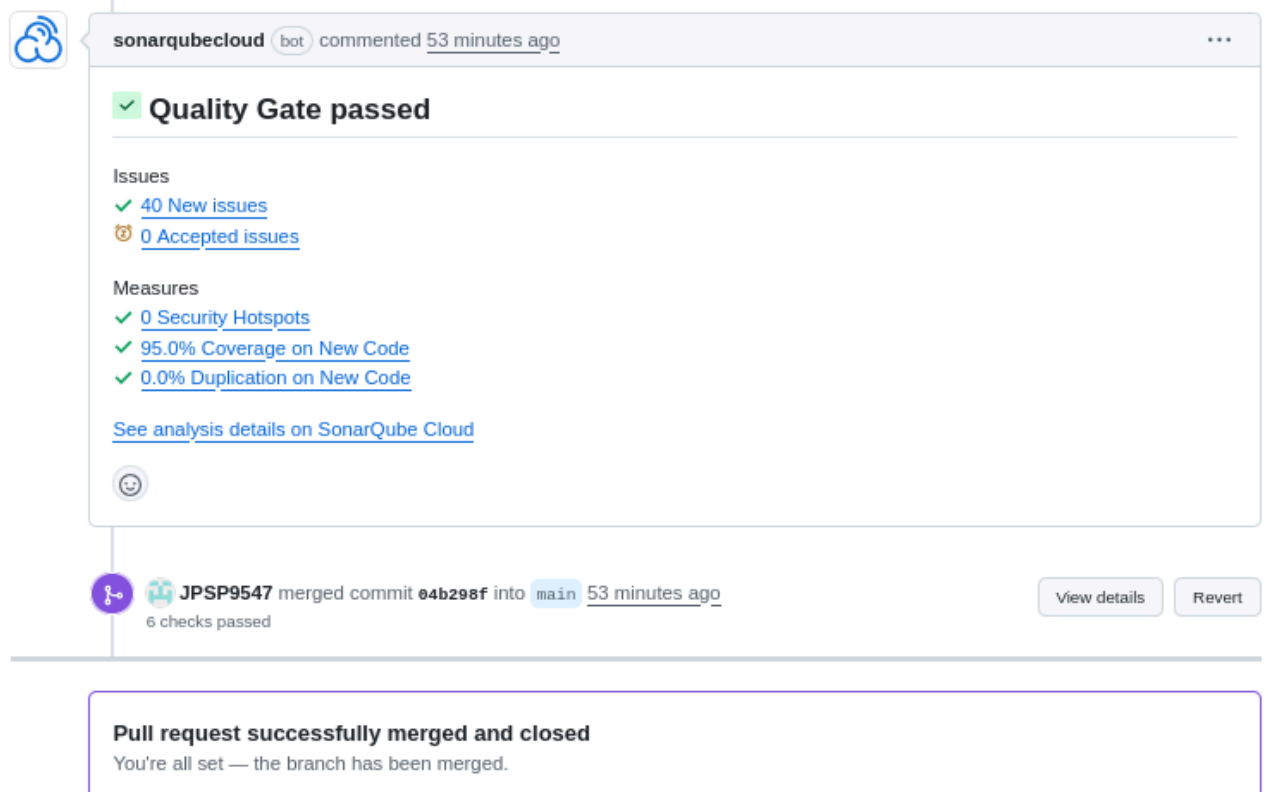 sonarqubecloud bot commented 53 minutes ago
Quality Gate passed
Issues
40 New issues
0 Accepted issues
Measures
0 Security Hotspots
95.0% Coverage on New Code
0.0% Duplication on New Code
See analysis details on SonarQube Cloud
JPSP9547 merged commit 04b298f into main 53 minutes ago
View details
Revert
6 checks passed
Pull request successfully merged and closed
You're all set — the branch has been merged.